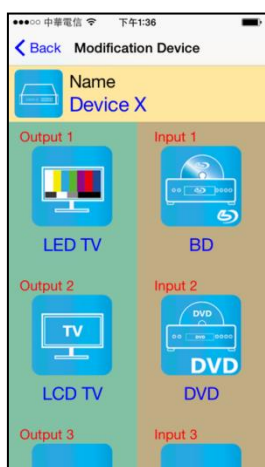 中華電信 下午1:36
Back Modification Device
Name
Device X
Output 1 Input 1
LED TV BD
Output 2 Input 2
TV DVD
DVD
LCD TV DVD
Output 3 Input 3